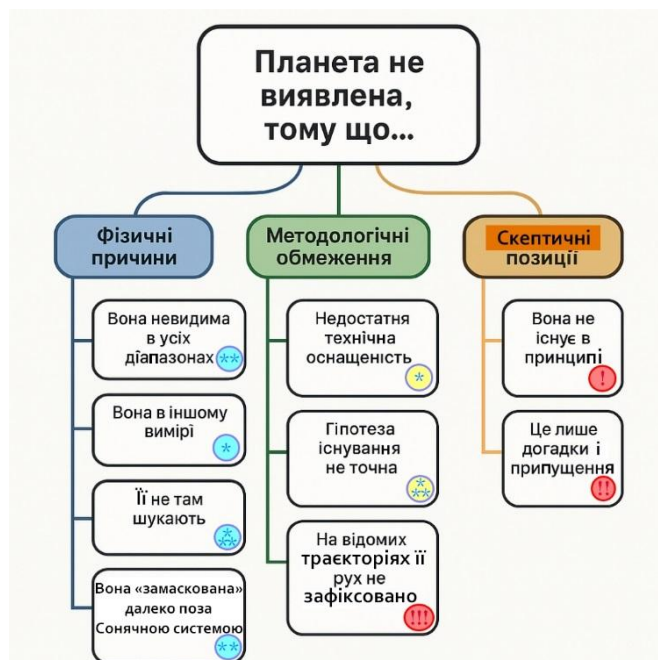 Планета не
виявлена,
тому що...
Фізичні
причини
Методологічні
обмеження
Скептичні
позиції
Вона невидима
в усіх
діапазонах
**
Вона в іншому
вимірі
*
Її не там
шукають
***
Вона «замаскована»
далеко поза
Сонячною системою
**
Недостатня
технічна
оснащеність
*
Гіпотеза
існування
не точна
***
На відомих
траєкторіях її
рух не
зафіксовано
!!!
Вона не
існує в
принципі
!
Це лише
догадки і
припущення
!!